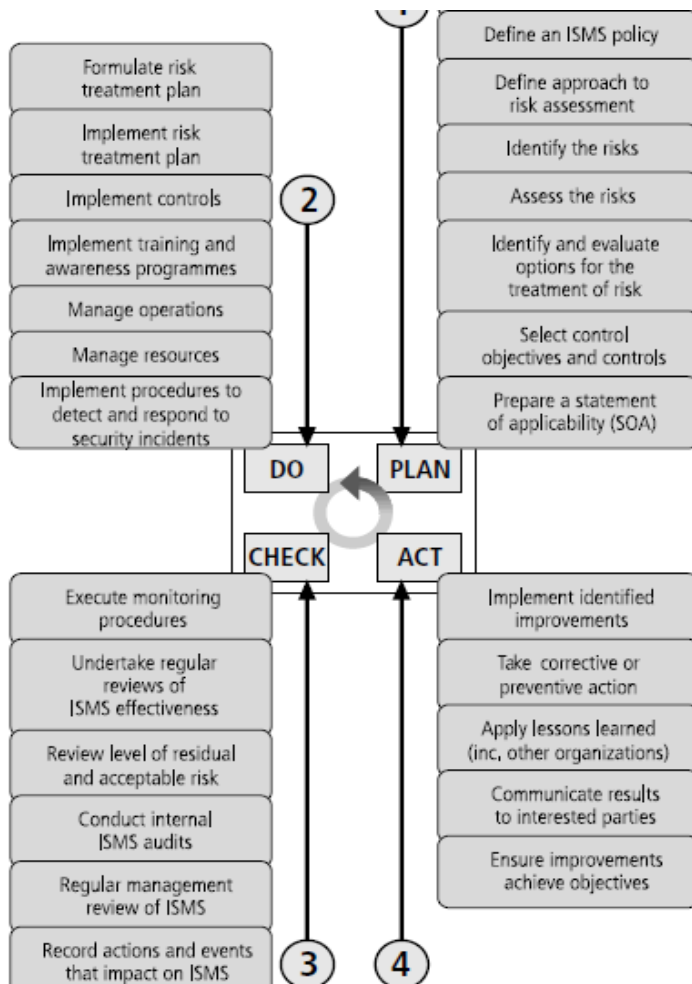 1
Define an ISMS policy
Define approach to
risk assessment
Identify the risks
Assess the risks
Identify and evaluate
options for the
treatment of risk
Select control
objectives and controls
Prepare a statement
of applicability (SOA)
Formulate risk
treatment plan
Implement risk
treatment plan
Implement controls
2
Implement training and
awareness programmes
Manage operations
Manage resources
Implement procedures to
detect and respond to
security incidents
DO
PLAN
CHECK
ACT
Execute monitoring
procedures
Undertake regular
reviews of
ISMS effectiveness
Review level of residual
and acceptable risk
Conduct internal
ISMS audits
Regular management
review of ISMS
Record actions and events
that impact on ISMS
3
4
Implement identified
improvements
Take corrective or
preventive action
Apply lessons learned
(inc. other organizations)
Communicate results
to interested parties
Ensure improvements
achieve objectives